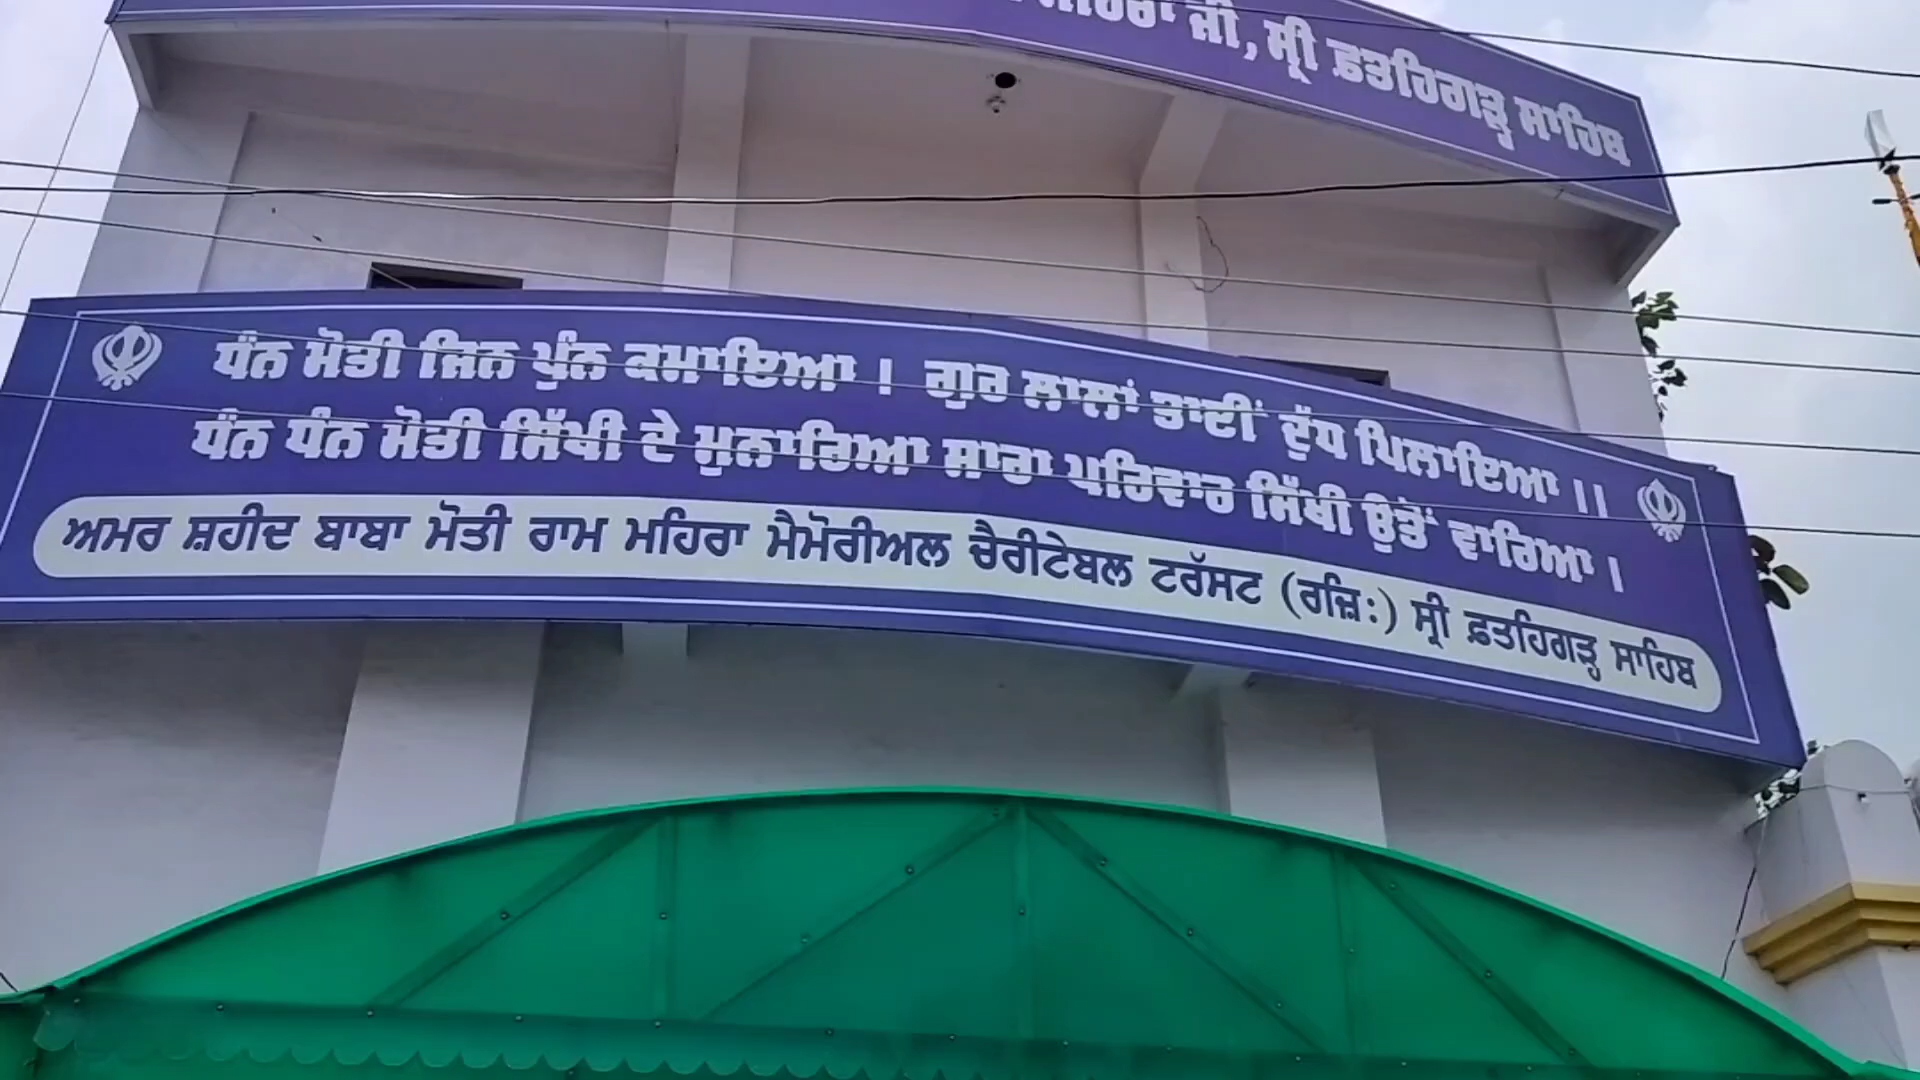 ਜੀ, ਸ੍ਰੀ ਫ਼ਤਹਿਗੜ੍ਹ ਸਾਹਿਬ
ਧੰਨ ਮੋਤੀ ਜਿਨ ਪੁੰਨ ਕਮਾਇਆ । ਗੁਰ ਲਾਲਾਂ ਤਾਈਂ ਦੁੱਧ ਪਿਲਾਇਆ ।।
ਧੰਨ ਧੰਨ ਮੋਤੀ ਸਿੱਖੀ ਦੇ ਮੁਨਾਰਿਆ ਸਾਰਾ ਪਰਿਵਾਰ ਸਿੱਖੀ ਉੱਤੋਂ ਵਾਰਿਆ ।
ਅਮਰ ਸ਼ਹੀਦ ਬਾਬਾ ਮੋਤੀ ਰਾਮ ਮਹਿਰਾ ਮੈਮੋਰੀਅਲ ਚੈਰੀਟੇਬਲ ਟਰੱਸਟ (ਰਜ਼ਿ:) ਸ੍ਰੀ ਫ਼ਤਹਿਗੜ੍ਹ ਸਾਹਿਬ